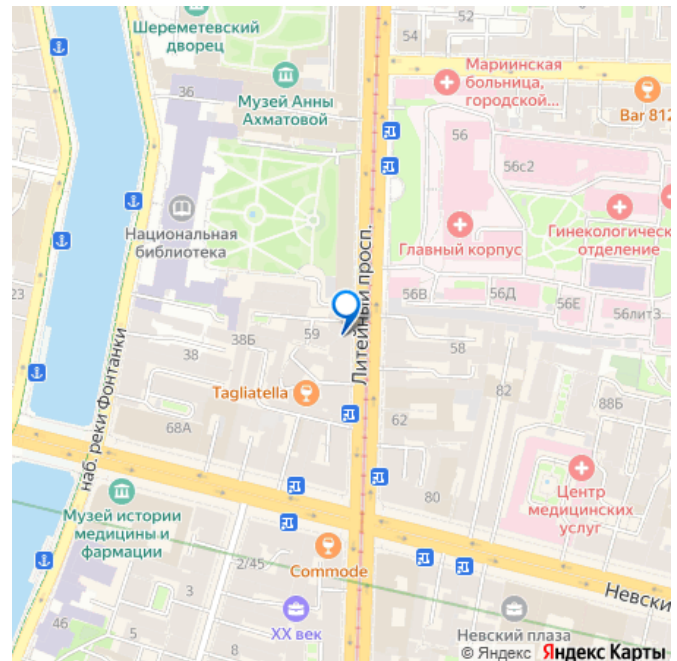 Шереметевский
дворец
52
54
36
Музей Анны
Ахматовой
Мариинская
больница,
городской...
Bar 812
56
56с2
Национальная
библиотека
Главный корпус
Гинекологическ
отделение
23
наб. реки Фонтанки
Литейный просп.
56В
56Д
56Е
56лит3
59
38Б
38
58
Tagliatella
82
88Б
68А
62
80
Центр
медицинских
услуг
Музей истории
медицины и
фармации
2/45
Commode
3
5
Невски
46
XX век
8
Невский плаза
© Яндекс Яндекс Карты